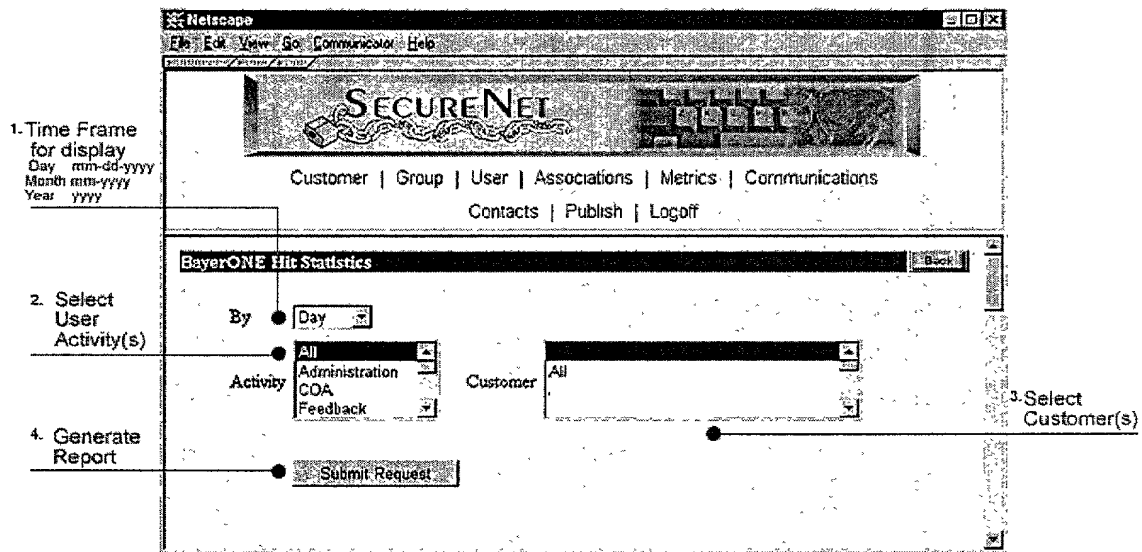 Netscape
File Edit View Go Communicator Help
SECURENET
Customer | Group | User | Associations | Metrics | Communications
Contacts | Publish | Logoff
1. Time Frame
for display
Day mm-dd-yyyy
Month mm-yyyy
Year yyyy
BayerONE Hit Statistics
Back
2. Select
User
Activity(s)
By Day
Activity
All
Administration
COA
Feedback
Customer
All
3. Select
Customer(s)
4. Generate
Report
Submit Request